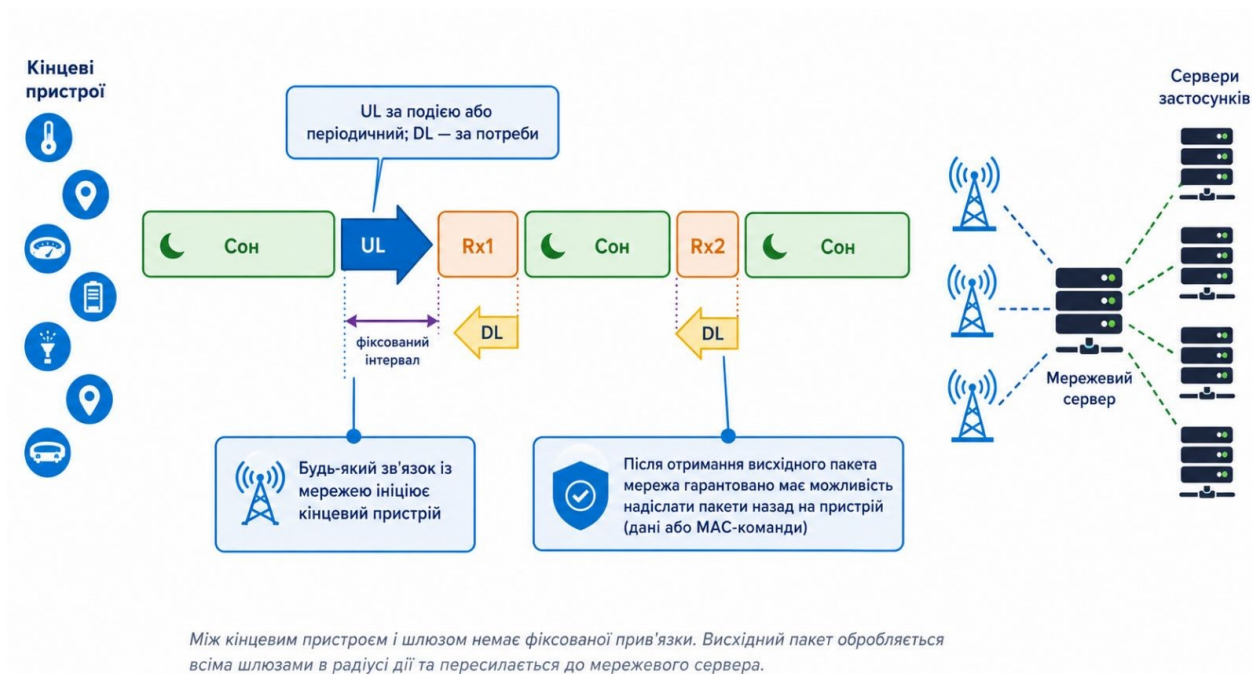 Кінцеві
пристрої
UL за подією або
періодичний; DL — за потреби
Сервери
застосунків
Сон
UL
Rx1
Сон
Rx2
Сон
фіксований
інтервал
DL
DL
Мережевий
сервер
Будь-який зв'язок із
мережею ініціює
кінцевий пристрій
Після отримання висхідного пакета
мережа гарантовано має можливість
надіслати пакети назад на пристрій
(дані або MAC-команди)
Між кінцевим пристроєм і шлюзом немає фіксованої прив'язки. Висхідний пакет обробляється
всіма шлюзами в радіусі дії та пересилається до мережевого сервера.